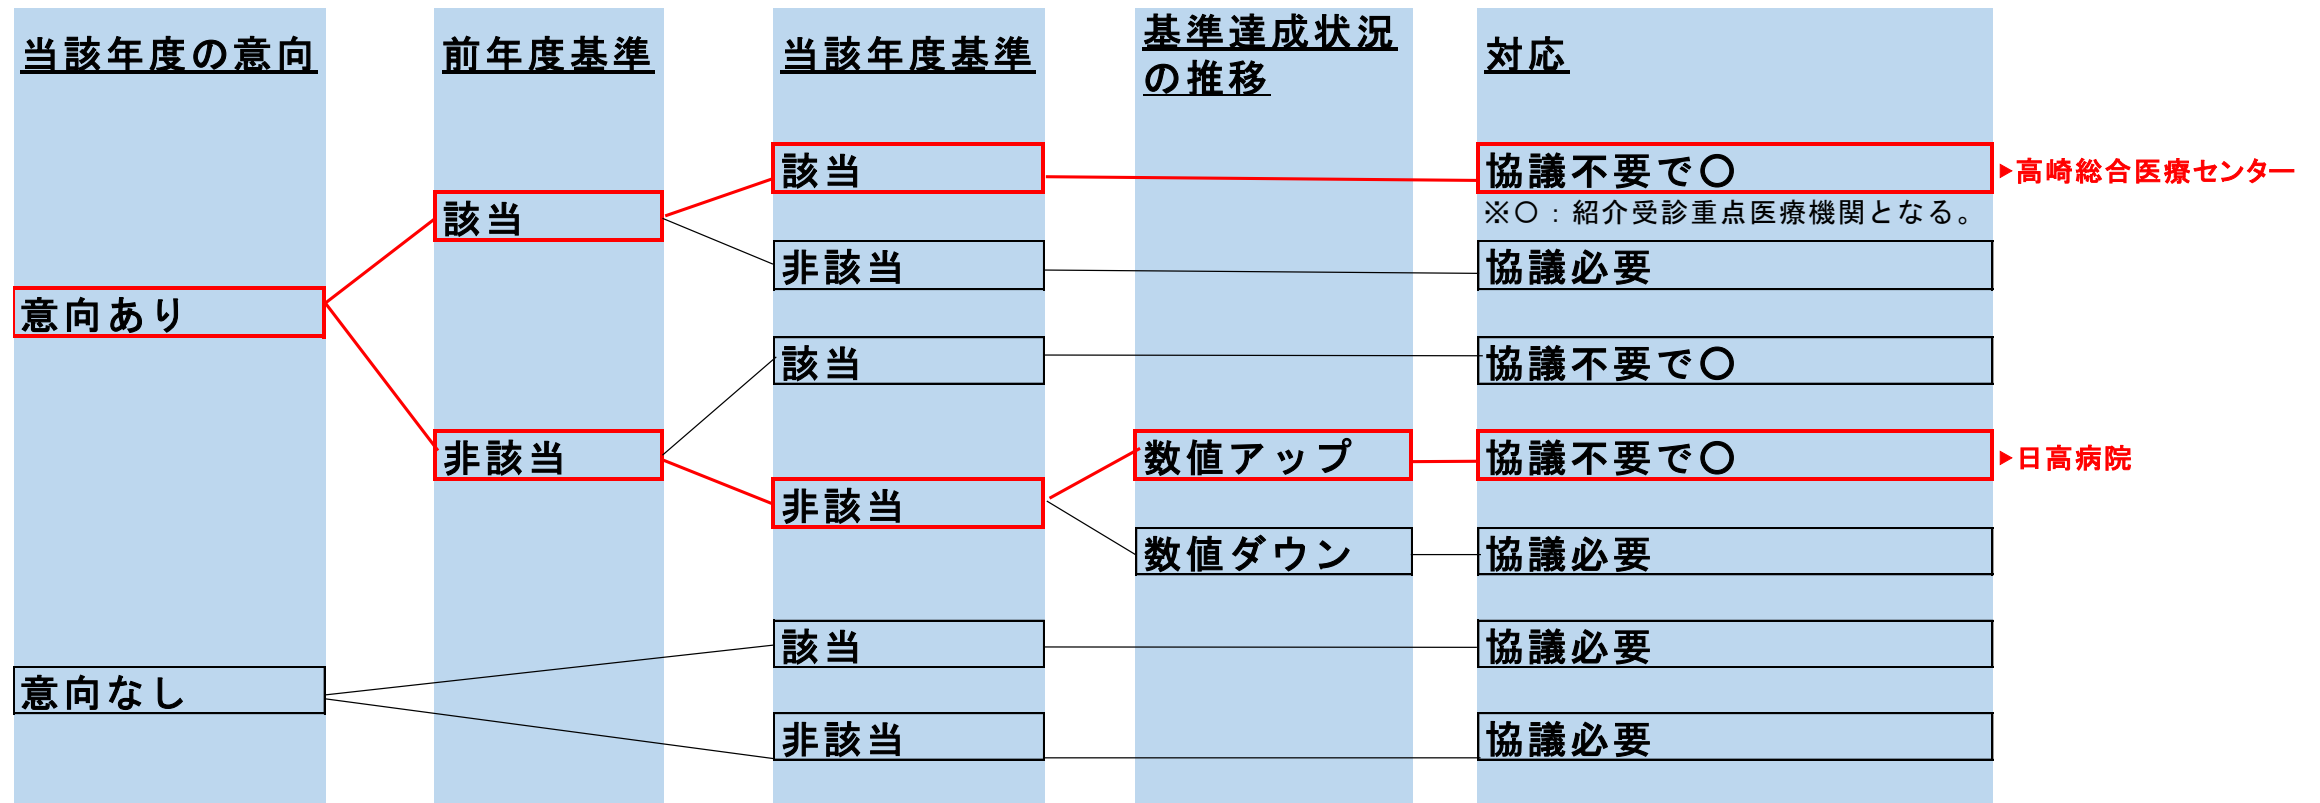 当該年度の意向
前年度基準
当該年度基準
基準達成状況
の推移
対応
該当
協議不要で〇
▶高崎総合医療センター
該当
※〇：紹介受診重点医療機関となる。
非該当
協議必要
意向あり
該当
協議不要で〇
非該当
数値アップ
協議不要で〇
▶日高病院
非該当
数値ダウン
協議必要
該当
協議必要
意向なし
非該当
協議必要